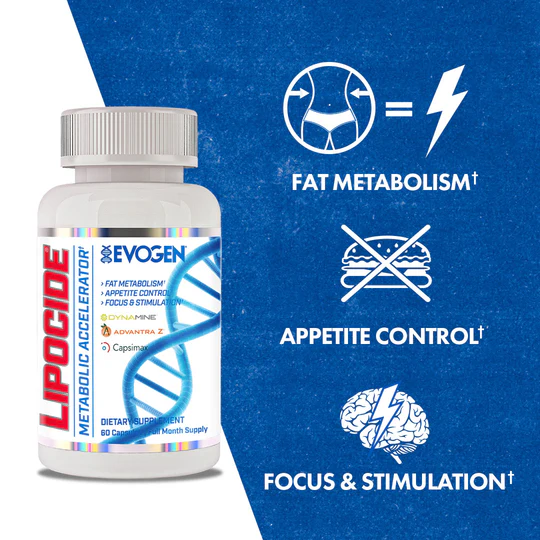 LIPOCIDE
METABOLIC ACCELERATOR†
EVOGEN®
› FAT METABOLISM†
› APPETITE CONTROL†
› FOCUS & STIMULATION†
DYNAMINE
ADVANTRA Z
Capsimax
DIETARY SUPPLEMENT
60 Capsules Full Month Supply
=
FAT METABOLISM†
APPETITE CONTROL†
FOCUS & STIMULATION†